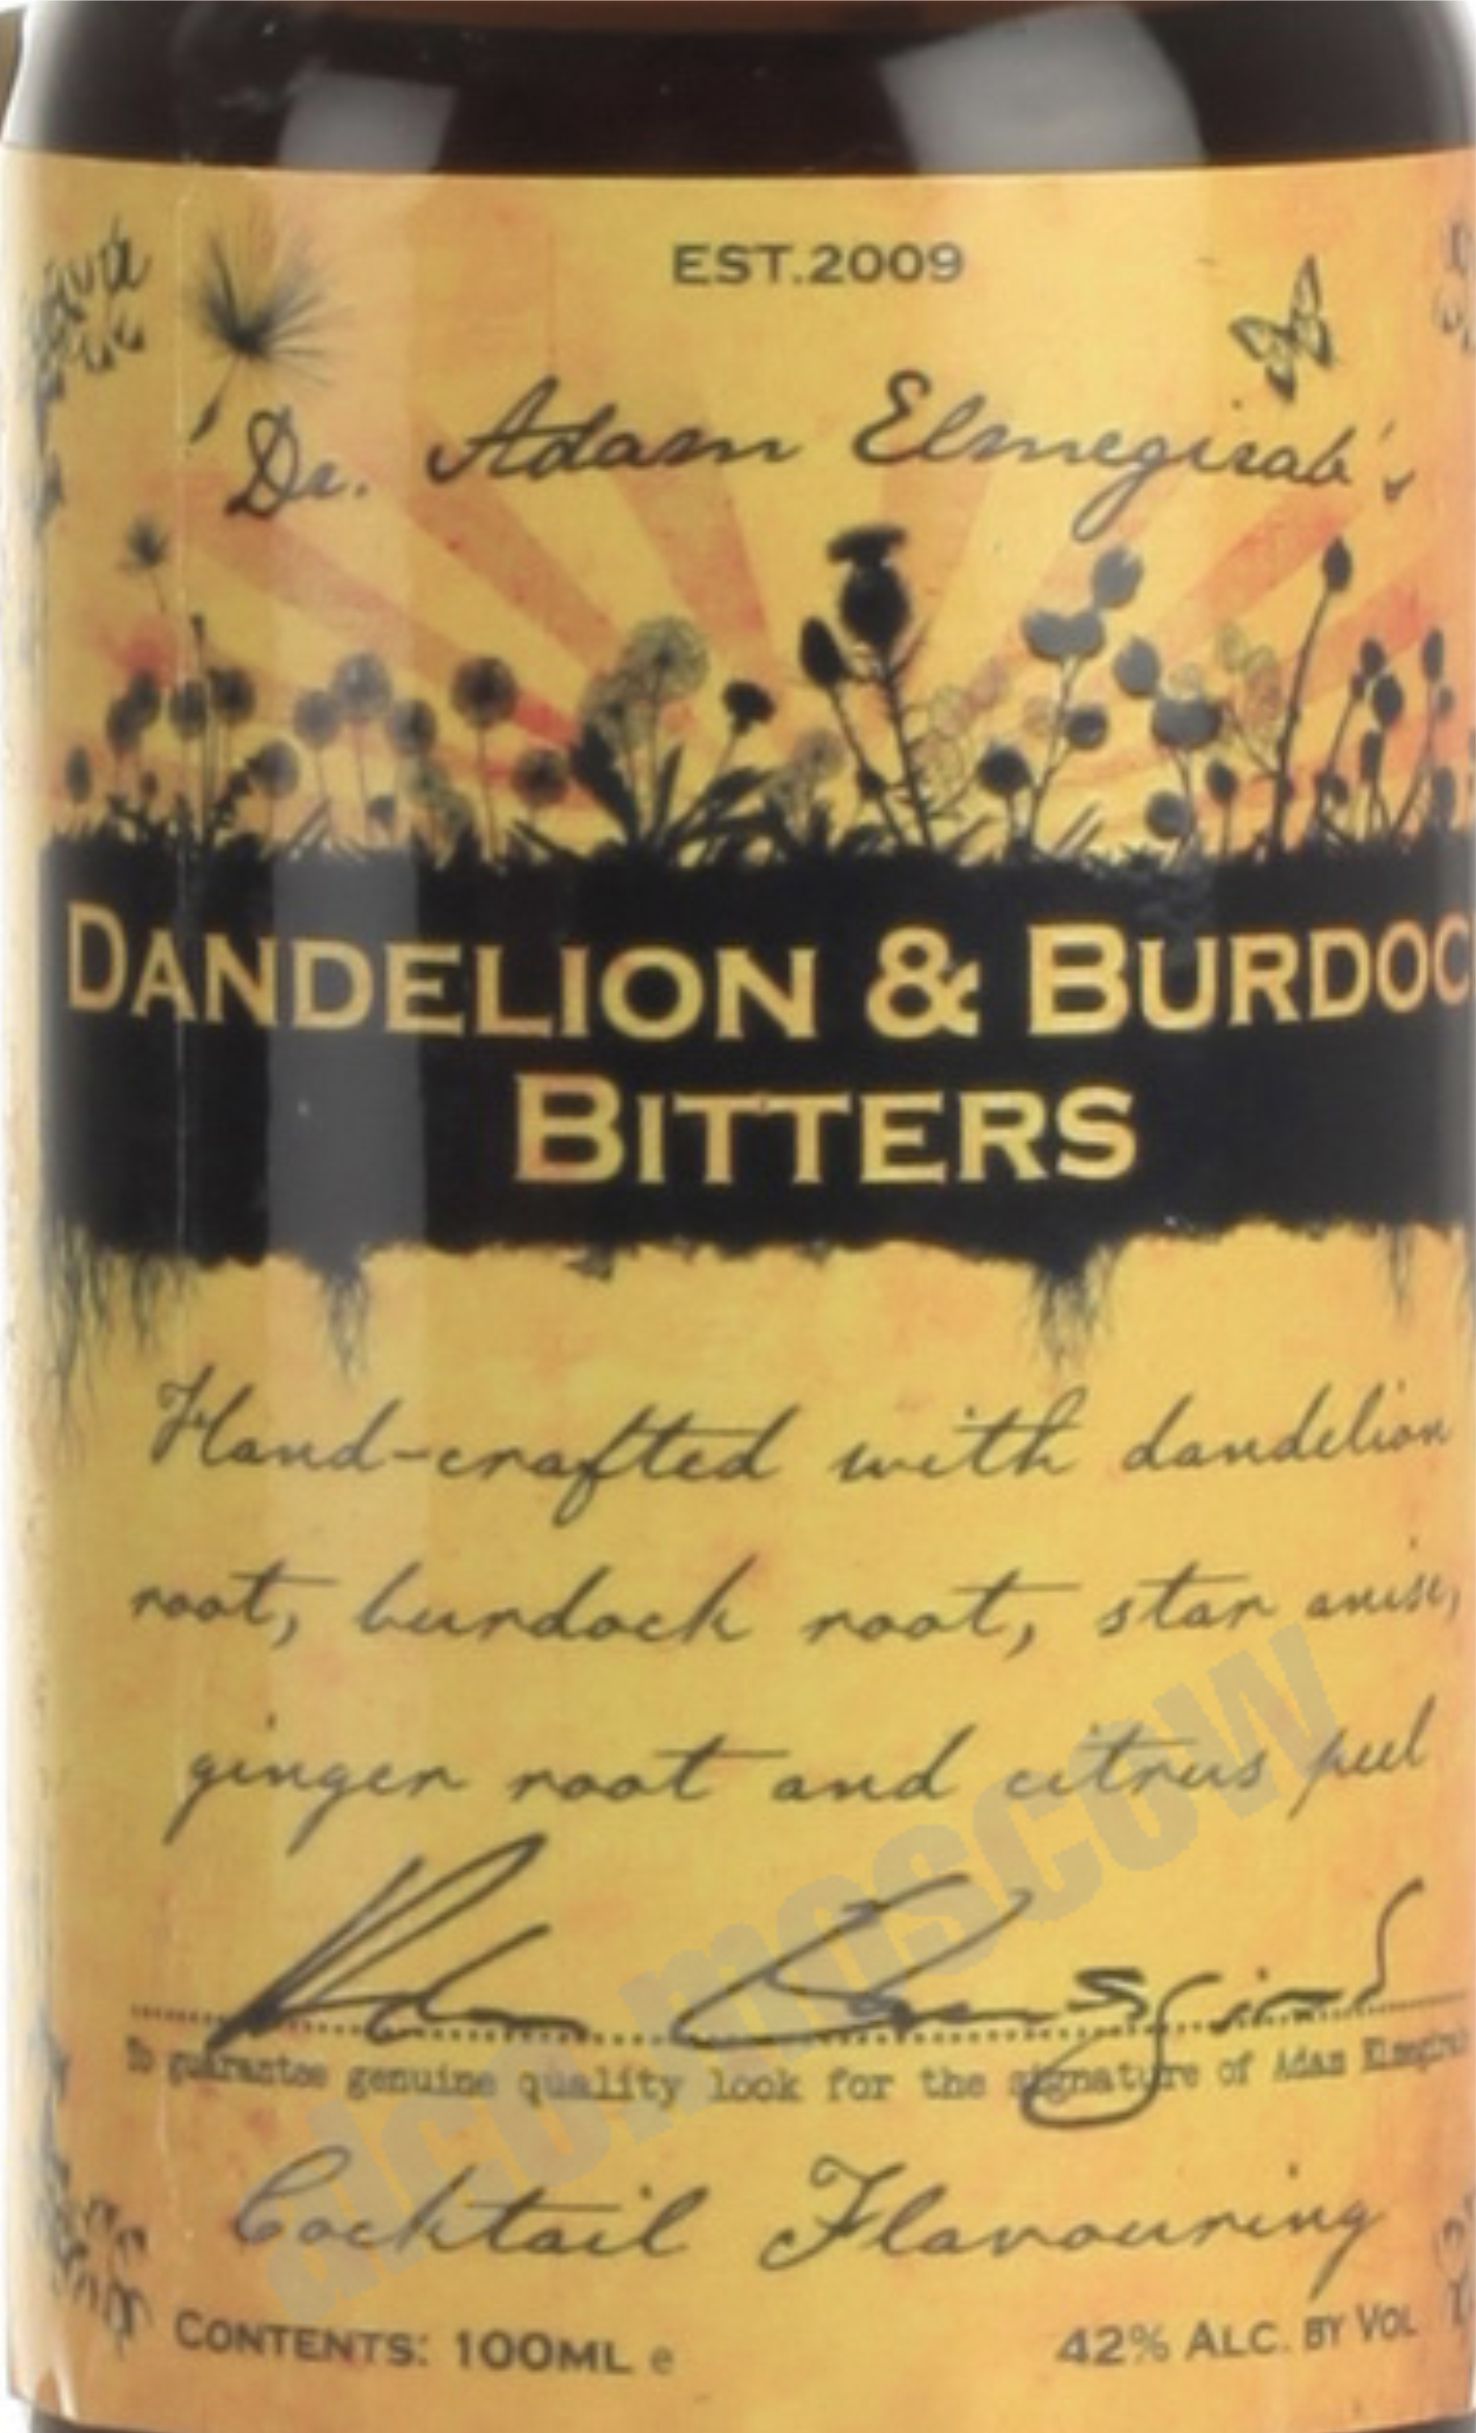 EST.2009
Dr. Adam Elmegirab's
DANDELION & BURDOC
BITTERS
Hand-crafted with dandelion
root, burdock root, star anise,
ginger root and citrus peel
To guarantee genuine quality look for the signature of Adam Elmegirab
Cocktail Flavouring
CONTENTS: 100ML e
42% ALC. BY VOL
alco.moscow